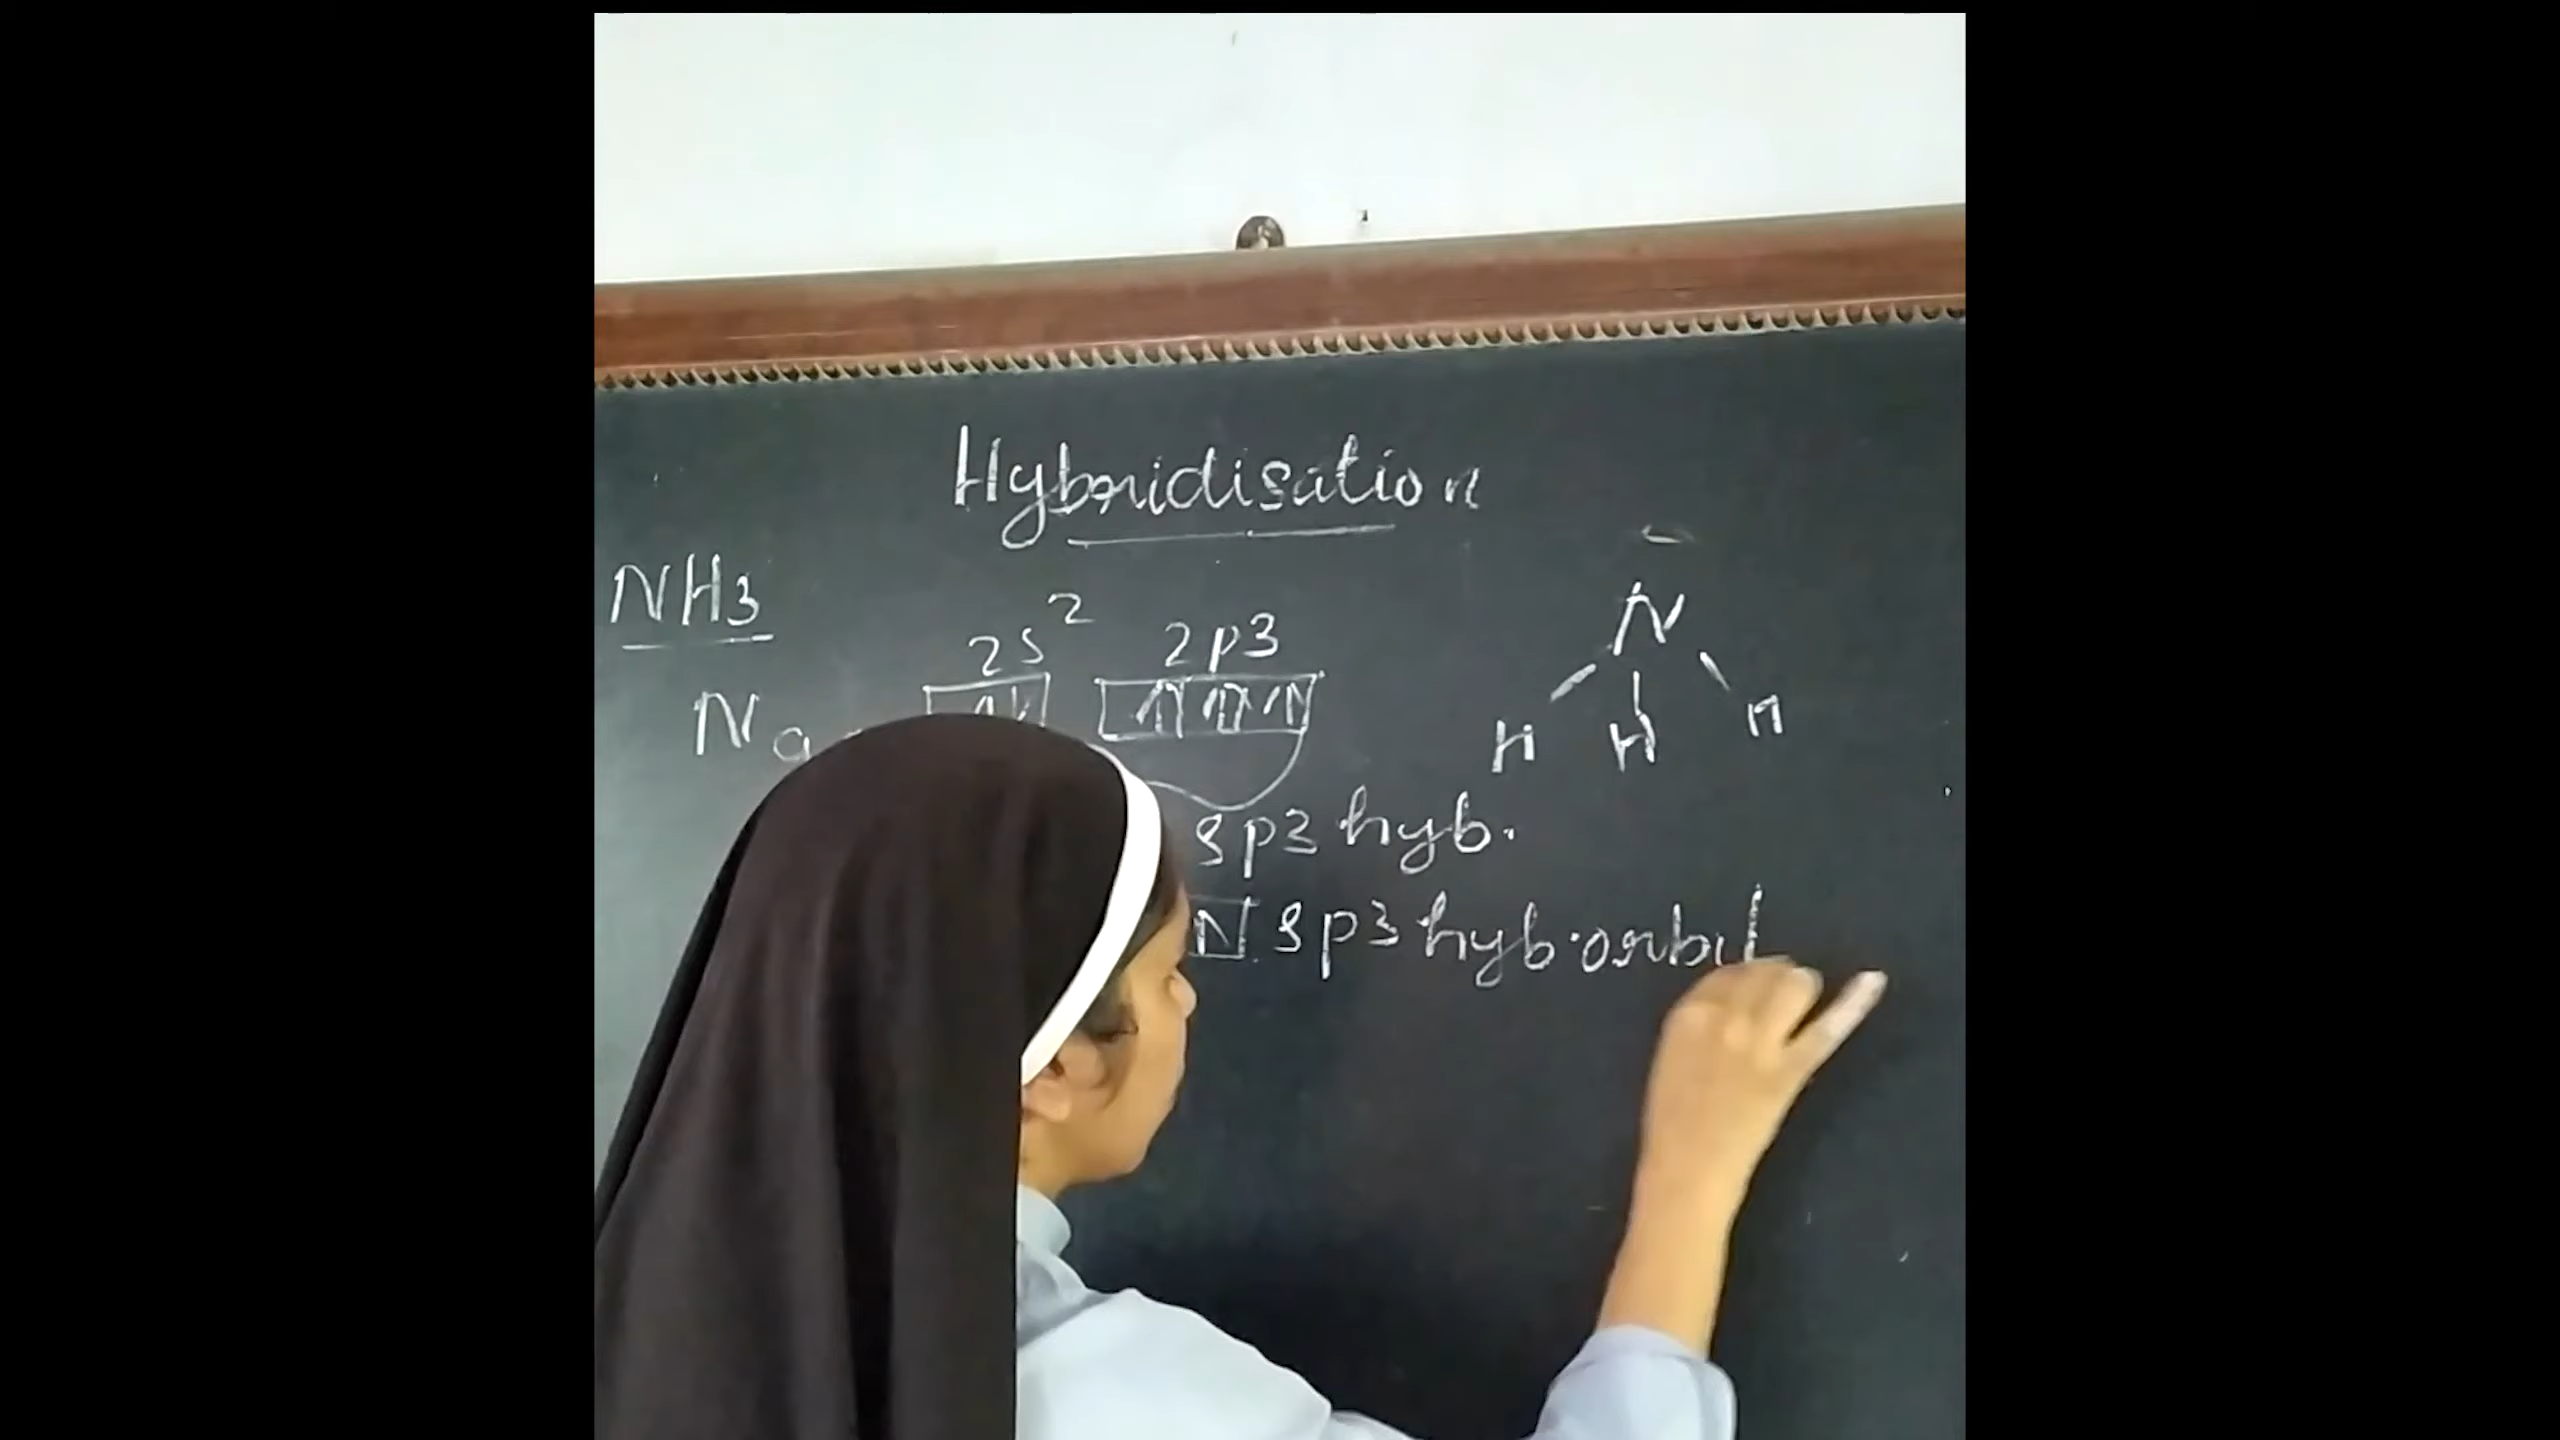 Hybridisation
NH3
2s² 2p3
N
N
H H H
sp3 hyb.
sp3 hyb. orbit